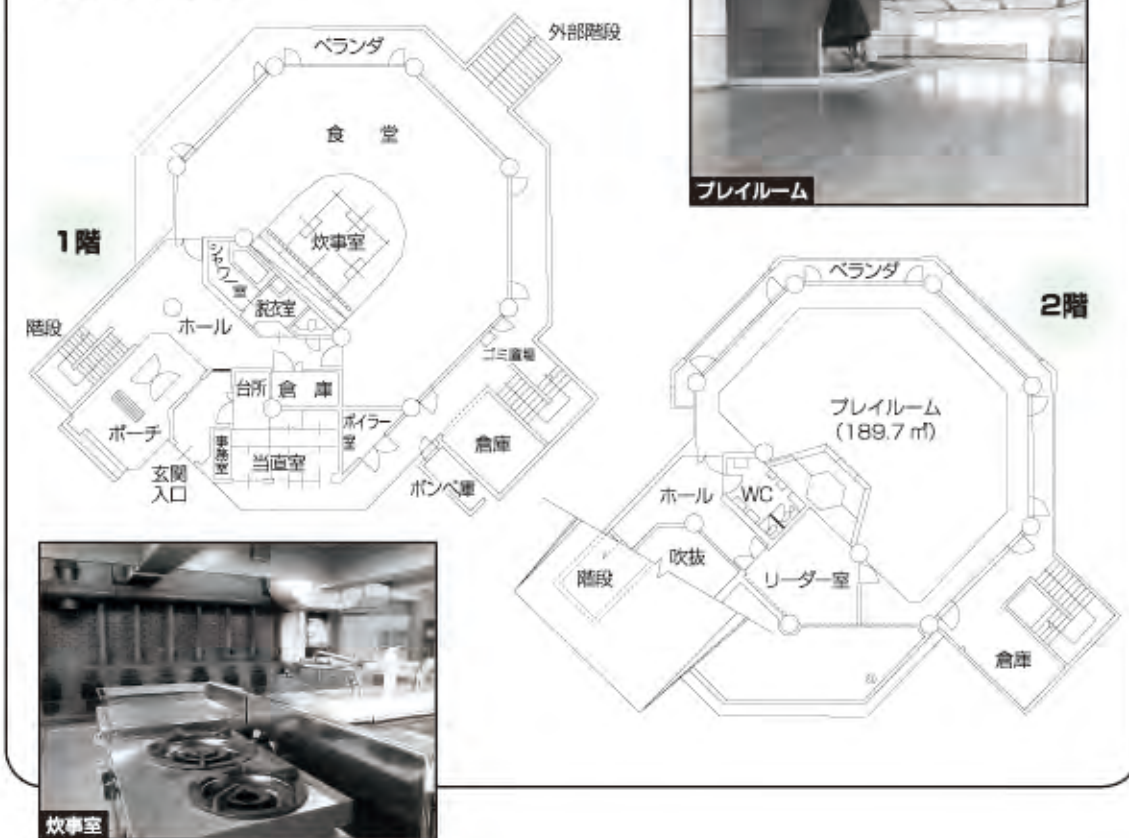 ベランダ
外部階段
食 堂
プレイルーム
1階
炊事室
シャワー室
脱衣室
階段
ホール
ゴミ置場
台所
倉 庫
ポーチ
ボイラー室
事務室
当直室
倉庫
玄関
入口
ボンベ庫
2階
ベランダ
プレイルーム
(189.7㎡)
ホール
WC
吹抜
階段
リーダー室
倉庫
炊事室